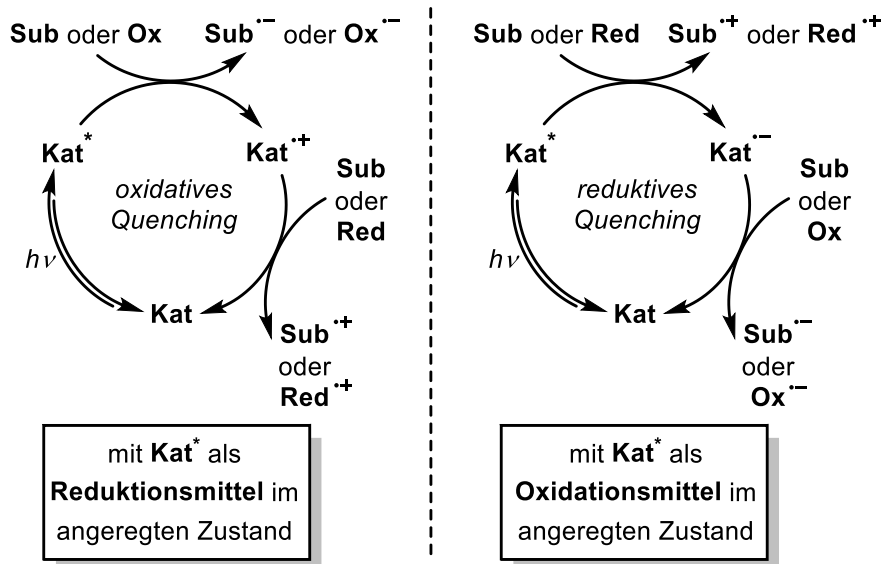 Sub oder Ox
Sub·− oder Ox·−
Kat*
Kat·+
oxidatives
Quenching
Sub
oder
Red
hν
Kat
Sub·+
oder
Red·+
mit Kat* als
Reduktionsmittel im
angeregten Zustand
Sub oder Red
Sub·+ oder Red·+
Kat*
Kat·−
reduktives
Quenching
Sub
oder
Ox
hν
Kat
Sub·−
oder
Ox·−
mit Kat* als
Oxidationsmittel im
angeregten Zustand